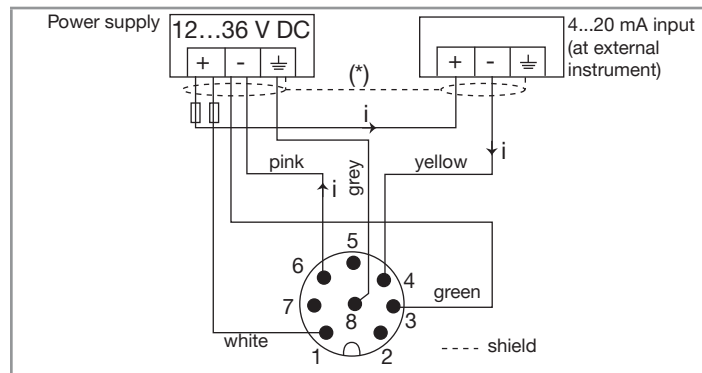 Power supply
12...36 V DC
4...20 mA input
(at external
instrument)
+
-
+
-
(*)
i
i
pink
grey
yellow
i
5
6
4
7
8
3
green
white
1
2
shield